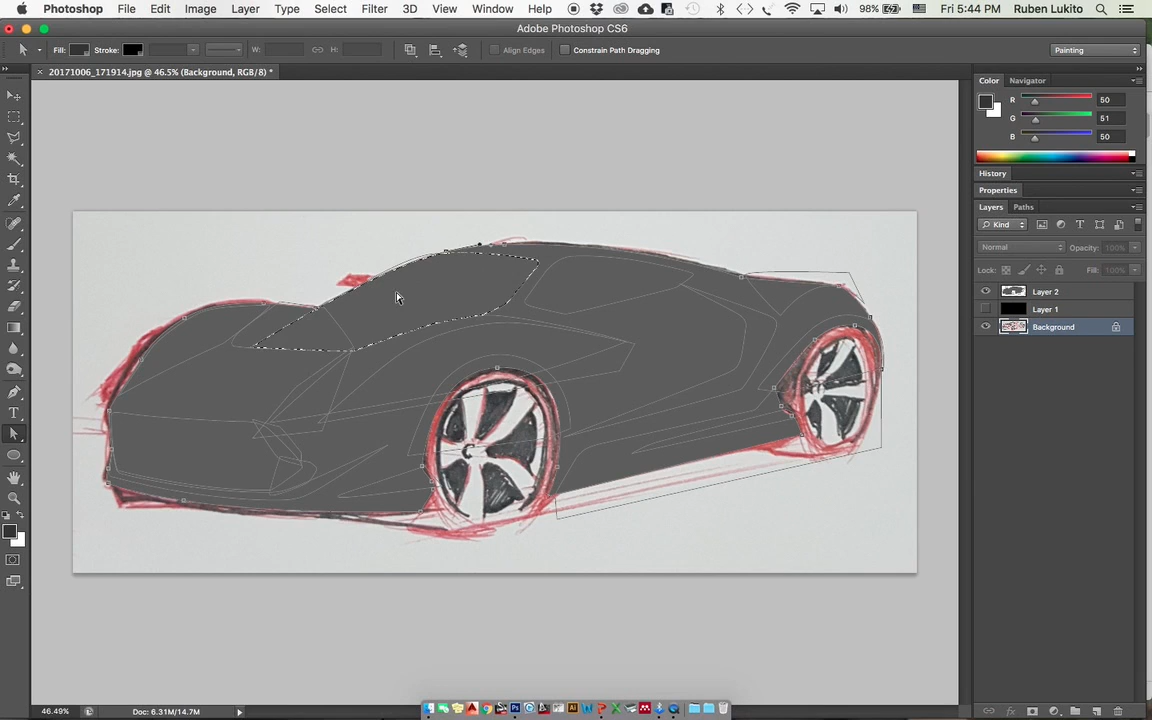 Photoshop File Edit Image Layer Type Select Filter 3D View Window Help 98% Fri 5:44 PM Ruben Lukito
Adobe Photoshop CS6
Fill: Stroke: W: H: Align Edges Constrain Path Dragging Painting
× 20171006_171914.jpg @ 46.5% (Background, RGB/8) *
Color Navigator
R 50
G 51
B 50
History
Properties
Layers Paths
Kind
Normal Opacity: 100%
Lock: Fill: 100%
Layer 2
Layer 1
Background
46.49% Doc: 6.31M/14.7M